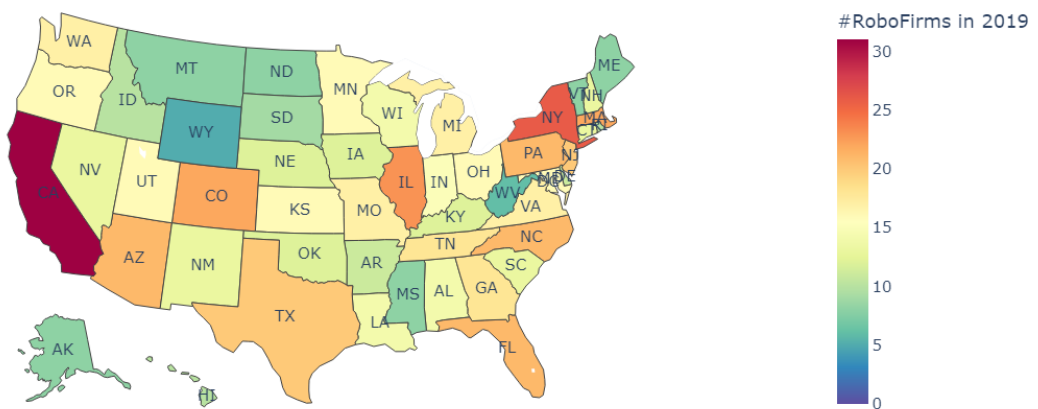 #RoboFirms in 2019
30
25
20
15
10
5
0
WA
MT
ND
MN
ME
OR
ID
SD
WI
VT
NH
WY
MI
NY
MA
NV
NE
IA
PA
NJ
UT
CO
IL
IN
OH
DE
KS
MO
WV
VA
CA
KY
AZ
NM
OK
AR
TN
NC
SC
TX
MS
AL
GA
LA
AK
FL
HI